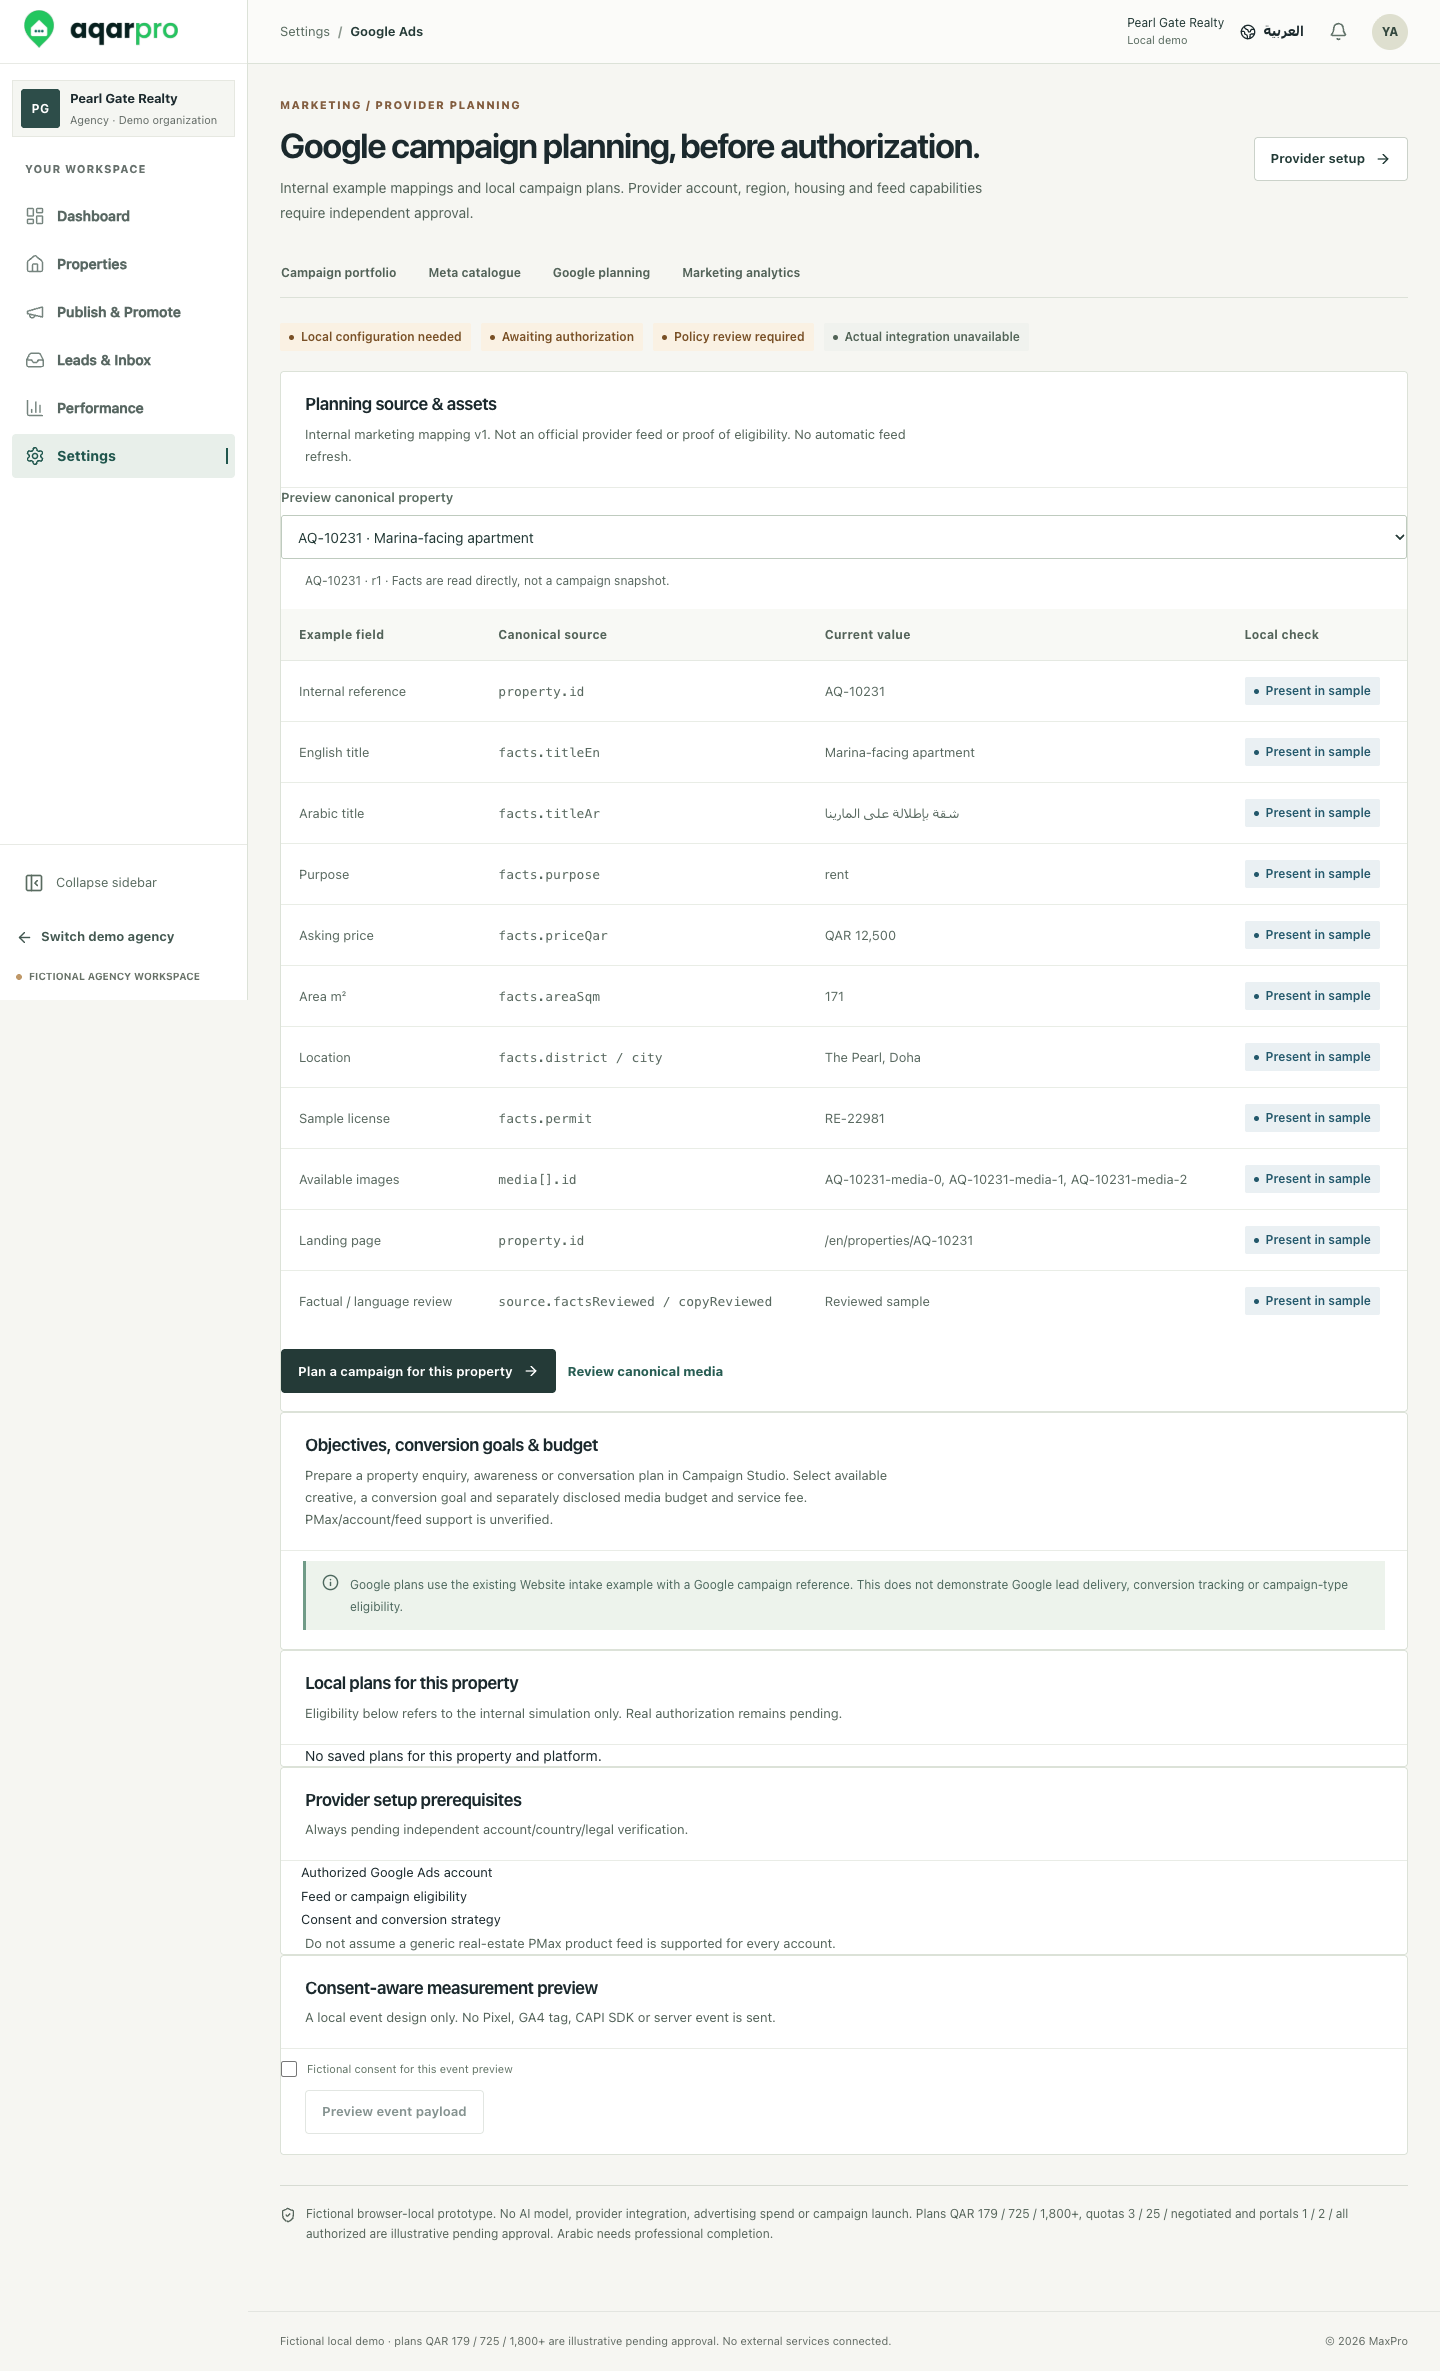 aqarpro
Settings / Google Ads
Pearl Gate Realty
Local demo
العربية
YA
PG
Pearl Gate Realty
Agency · Demo organization
YOUR WORKSPACE
Dashboard
Properties
Publish & Promote
Leads & Inbox
Performance
Settings
Collapse sidebar
Switch demo agency
FICTIONAL AGENCY WORKSPACE
MARKETING / PROVIDER PLANNING
Google campaign planning, before authorization.
Internal example mappings and local campaign plans. Provider account, region, housing and feed capabilities
require independent approval.
Provider setup
Campaign portfolio Meta catalogue Google planning Marketing analytics
Local configuration needed Awaiting authorization Policy review required Actual integration unavailable
Planning source & assets
Internal marketing mapping v1. Not an official provider feed or proof of eligibility. No automatic feed
refresh.
Preview canonical property
AQ-10231 · Marina-facing apartment
AQ-10231 · r1 · Facts are read directly, not a campaign snapshot.
Example field Canonical source Current value Local check
Internal reference property.id AQ-10231 Present in sample
English title facts.titleEn Marina-facing apartment Present in sample
Arabic title facts.titleAr شقة بإطلالة على المارينا Present in sample
Purpose facts.purpose rent Present in sample
Asking price facts.priceQar QAR 12,500 Present in sample
Area m² facts.areaSqm 171 Present in sample
Location facts.district / city The Pearl, Doha Present in sample
Sample license facts.permit RE-22981 Present in sample
Available images media[].id AQ-10231-media-0, AQ-10231-media-1, AQ-10231-media-2 Present in sample
Landing page property.id /en/properties/AQ-10231 Present in sample
Factual / language review source.factsReviewed / copyReviewed Reviewed sample Present in sample
Plan a campaign for this property Review canonical media
Objectives, conversion goals & budget
Prepare a property enquiry, awareness or conversation plan in Campaign Studio. Select available
creative, a conversion goal and separately disclosed media budget and service fee.
PMax/account/feed support is unverified.
Google plans use the existing Website intake example with a Google campaign reference. This does not demonstrate Google lead delivery, conversion tracking or campaign-type
eligibility.
Local plans for this property
Eligibility below refers to the internal simulation only. Real authorization remains pending.
No saved plans for this property and platform.
Provider setup prerequisites
Always pending independent account/country/legal verification.
Authorized Google Ads account
Feed or campaign eligibility
Consent and conversion strategy
Do not assume a generic real-estate PMax product feed is supported for every account.
Consent-aware measurement preview
A local event design only. No Pixel, GA4 tag, CAPI SDK or server event is sent.
Fictional consent for this event preview
Preview event payload
Fictional browser-local prototype. No AI model, provider integration, advertising spend or campaign launch. Plans QAR 179 / 725 / 1,800+, quotas 3 / 25 / negotiated and portals 1 / 2 / all
authorized are illustrative pending approval. Arabic needs professional completion.
Fictional local demo · plans QAR 179 / 725 / 1,800+ are illustrative pending approval. No external services connected.
© 2026 MaxPro